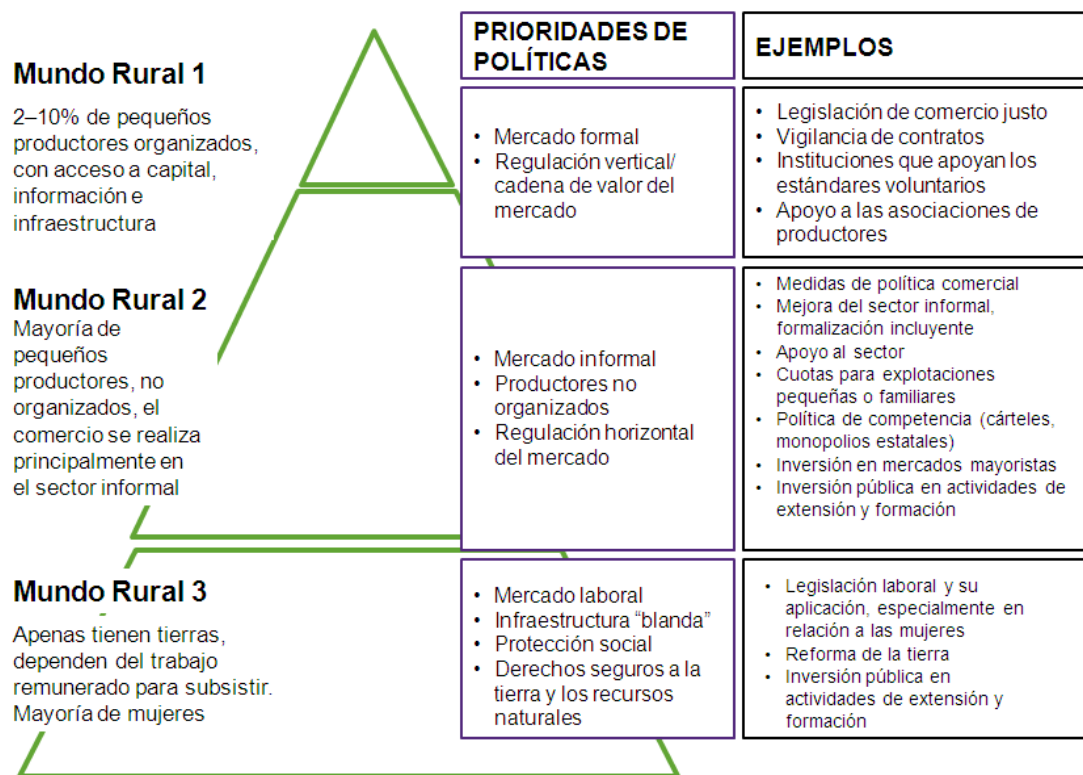 PRIORIDADES DE
POLÍTICAS
EJEMPLOS
Mundo Rural 1
2–10% de pequeños
productores organizados,
con acceso a capital,
información e
infraestructura
• Mercado formal
• Regulación vertical/
cadena de valor del
mercado
• Legislación de comercio justo
• Vigilancia de contratos
• Instituciones que apoyan los
estándares voluntarios
• Apoyo a las asociaciones de
productores
Mundo Rural 2
Mayoría de
pequeños
productores, no
organizados, el
comercio se realiza
principalmente en
el sector informal
• Mercado informal
• Productores no
organizados
• Regulación horizontal
del mercado
• Medidas de política comercial
• Mejora del sector informal,
formalización incluyente
• Apoyo al sector
• Cuotas para explotaciones
pequeñas o familiares
• Política de competencia (cárteles,
monopolios estatales)
• Inversión en mercados mayoristas
• Inversión pública en actividades de
extensión y formación
Mundo Rural 3
Apenas tienen tierras,
dependen del trabajo
remunerado para subsistir.
Mayoría de mujeres
• Mercado laboral
• Infraestructura “blanda”
• Protección social
• Derechos seguros a la
tierra y los recursos
naturales
• Legislación laboral y su
aplicación, especialmente en
relación a las mujeres
• Reforma de la tierra
• Inversión pública en
actividades de extensión y
formación